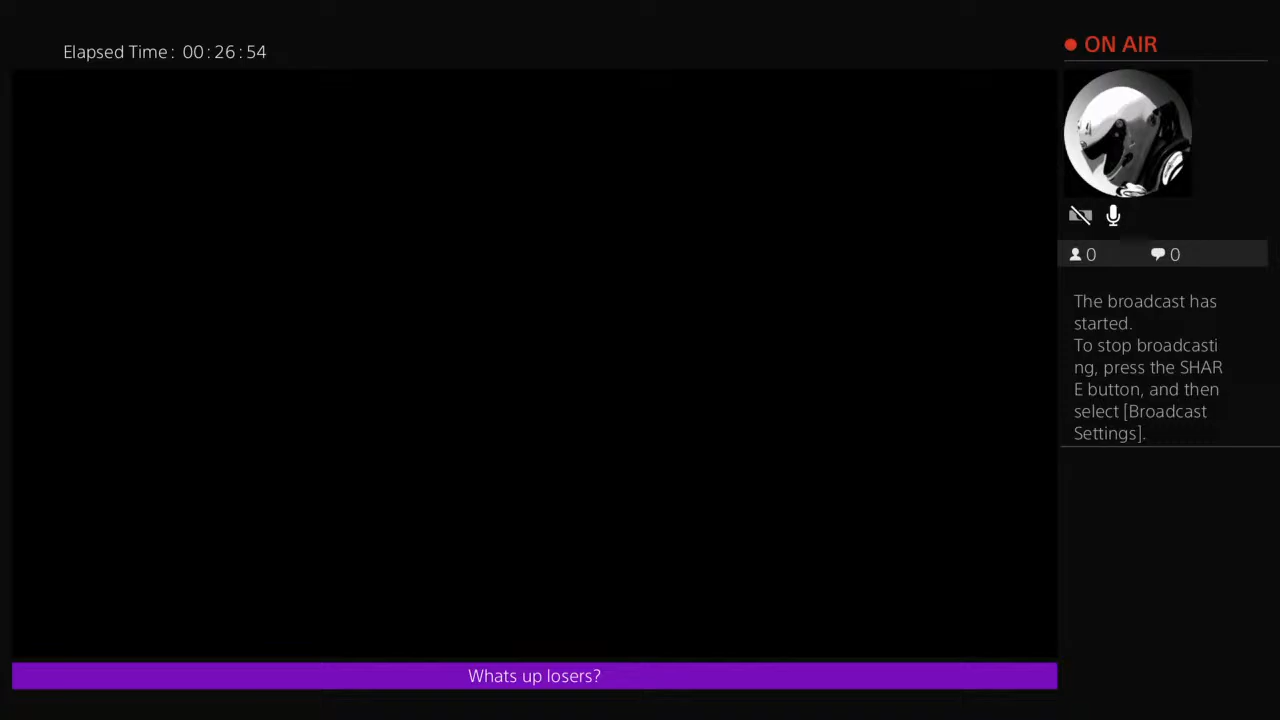 Elapsed Time: 00:26:54
ON AIR
0 0
The broadcast has
started.
To stop broadcasti
ng, press the SHAR
E button, and then
select [Broadcast
Settings].
Whats up losers?